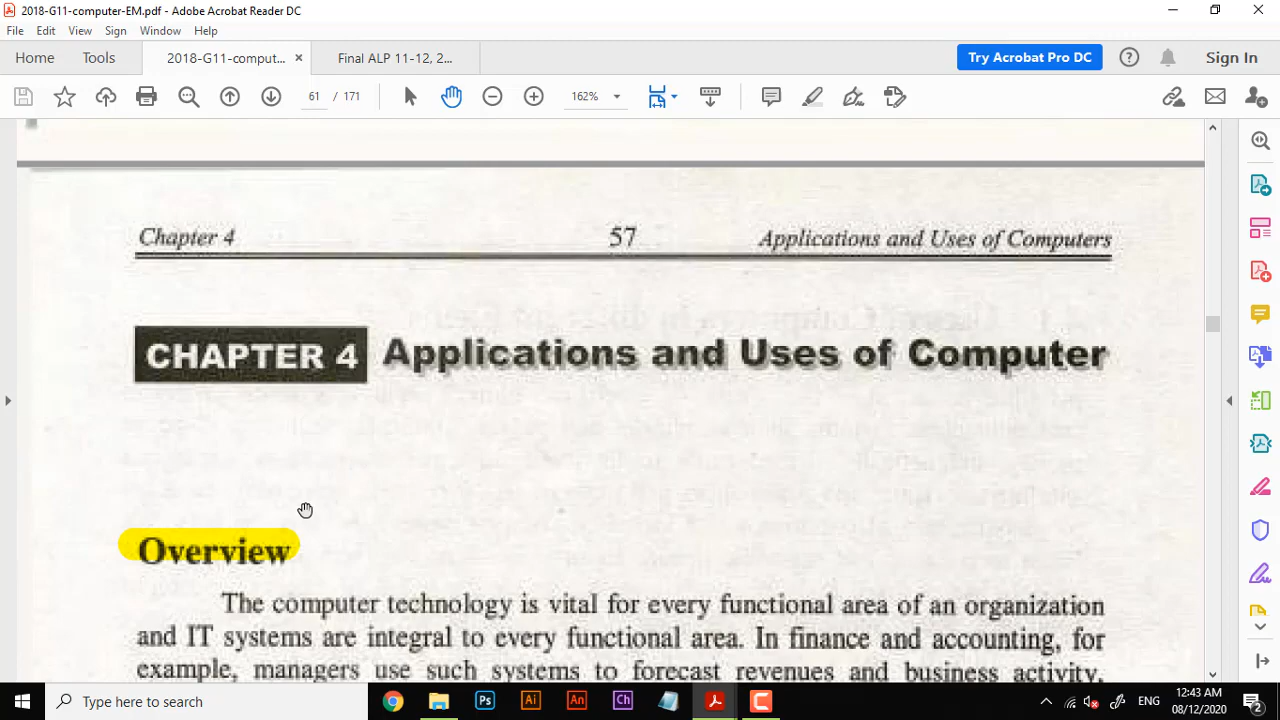 2018-G11-computer-EM.pdf - Adobe Acrobat Reader DC
File Edit View Sign Window Help
Home Tools 2018-G11-comput... × Final ALP 11-12, 2... Try Acrobat Pro DC Sign In
61 / 171 162%
Chapter 4 57 Applications and Uses of Computers
CHAPTER 4 Applications and Uses of Computer
Overview
The computer technology is vital for every functional area of an organization
and IT systems are integral to every functional area. In finance and accounting, for
example, managers use such systems to forecast revenues and business activity,
Type here to search Ps Ai An Ch ENG 12:43 AM
08/12/2020 2